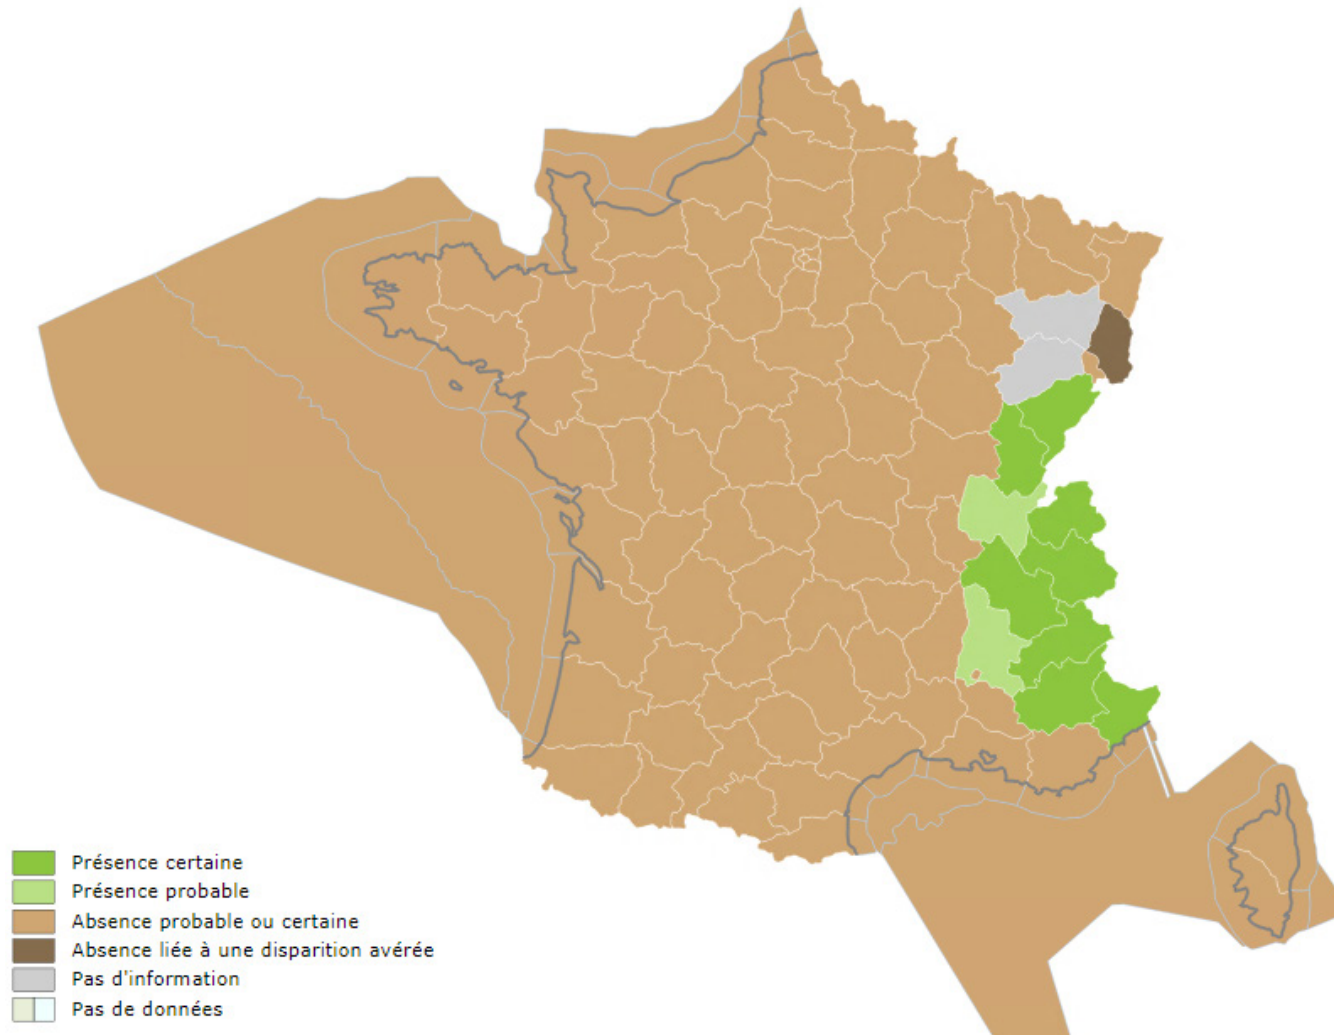 Présence certaine
Présence probable
Absence probable ou certaine
Absence liée à une disparition avérée
Pas d'information
Pas de données